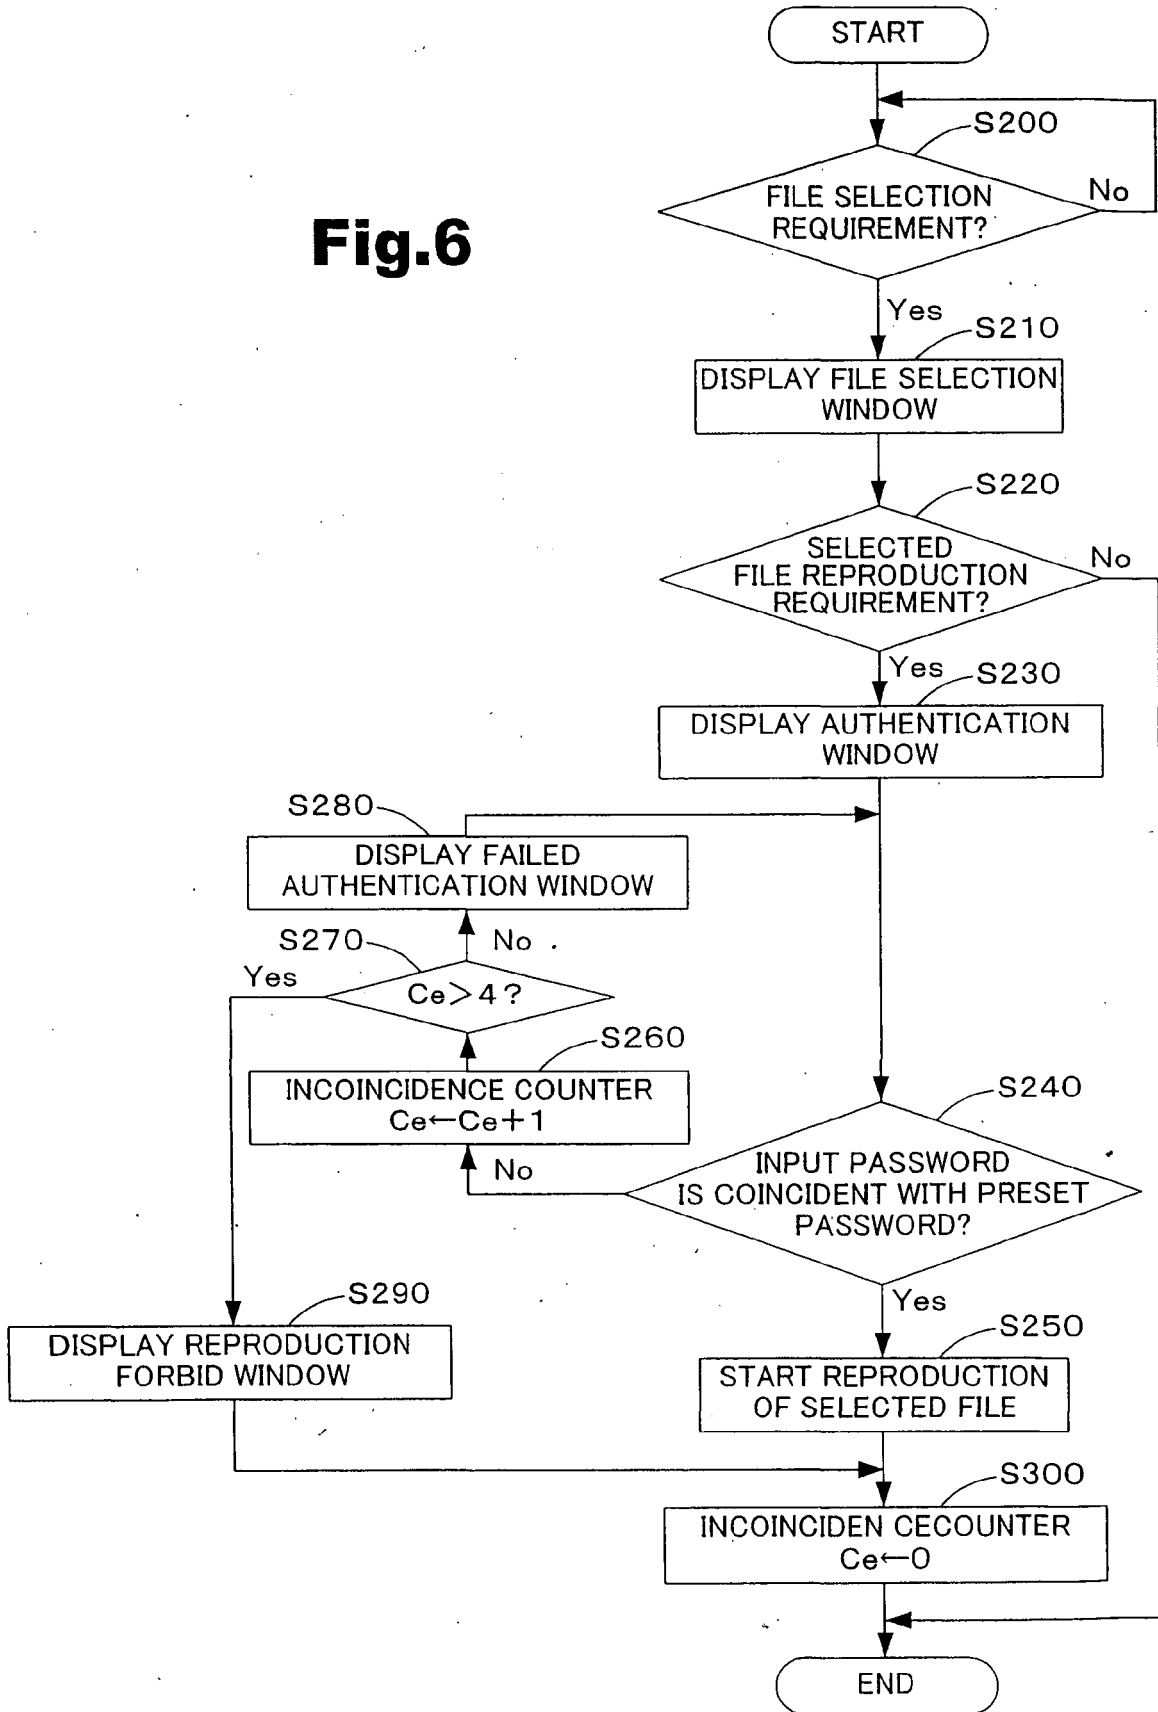 START
S200
FILE SELECTION
REQUIREMENT?
No
Fig.6
Yes
S210
DISPLAY FILE SELECTION
WINDOW
S220
SELECTED
FILE REPRODUCTION
REQUIREMENT?
No
Yes
S230
DISPLAY AUTHENTICATION
WINDOW
S280
DISPLAY FAILED
AUTHENTICATION WINDOW
S270
No
Yes
Ce>4?
S260
INCOINCIDENCE COUNTER
Ce←Ce+1
No
S240
INPUT PASSWORD
IS COINCIDENT WITH PRESET
PASSWORD?
Yes
S290
DISPLAY REPRODUCTION
FORBID WINDOW
S250
START REPRODUCTION
OF SELECTED FILE
S300
INCOINCIDEN CECOUNTER
Ce←0
END